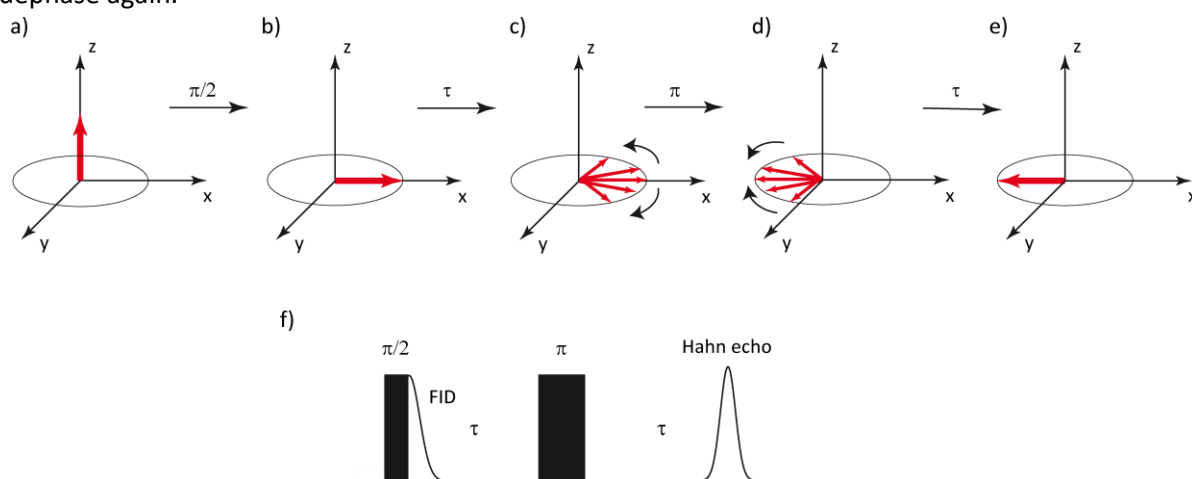 dephase again.
a) b) c) d) e)
z z z z z
π/2 τ π τ
x x x x x
y y y y y
f)
π/2 π Hahn echo
FID
τ τ